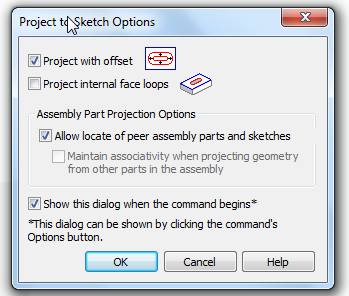 Project to Sketch Options
Project with offset
Project internal face loops
Assembly Part Projection Options
Allow locate of peer assembly parts and sketches
Maintain associativity when projecting geometry
from other parts in the assembly
Show this dialog when the command begins*
*This dialog can be shown by clicking the command's
Options button.
OK Cancel Help